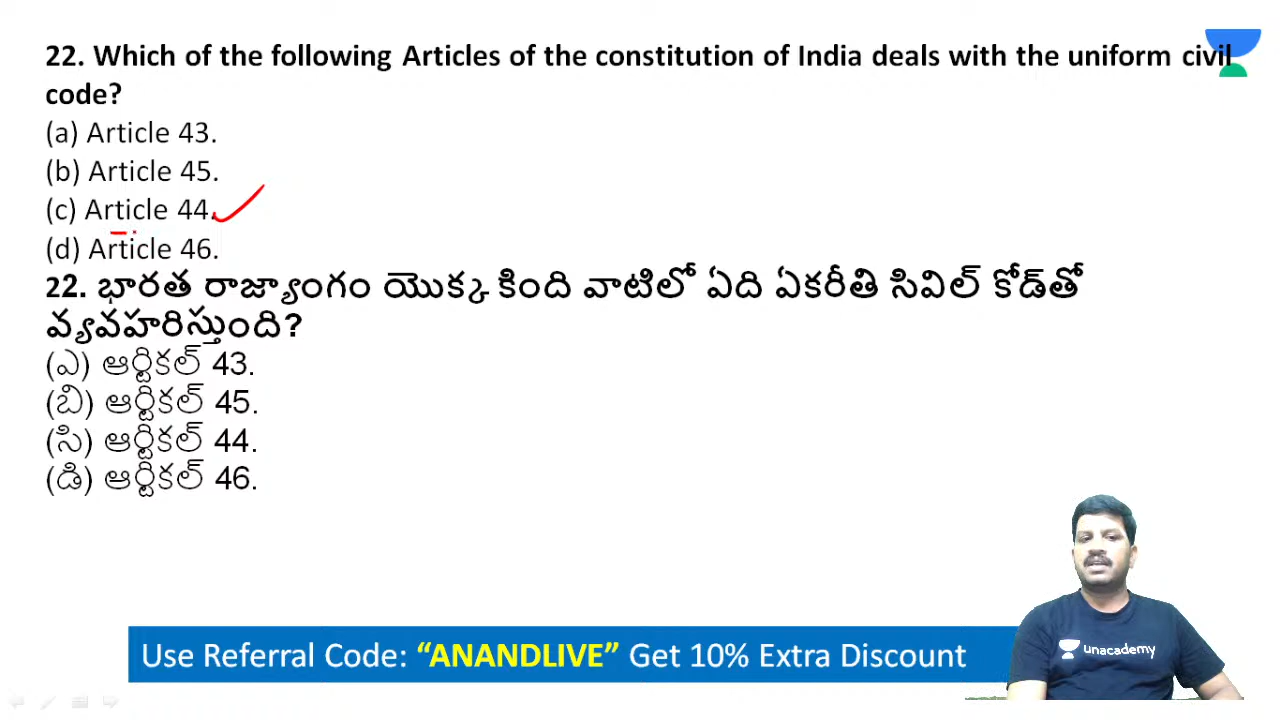 22. Which of the following Articles of the constitution of India deals with the uniform civil
code?
(a) Article 43.
(b) Article 45.
(c) Article 44.
(d) Article 46.
22. భారత రాజ్యాంగం యొక్క కింది వాటిలో ఏది ఏకరీతి సివిల్ కోడ్‌తో
వ్యవహరిస్తుంది?
(ఎ) ఆర్టికల్ 43.
(బి) ఆర్టికల్ 45.
(సి) ఆర్టికల్ 44.
(డి) ఆర్టికల్ 46.
unacademy
Use Referral Code: “ANANDLIVE” Get 10% Extra Discount